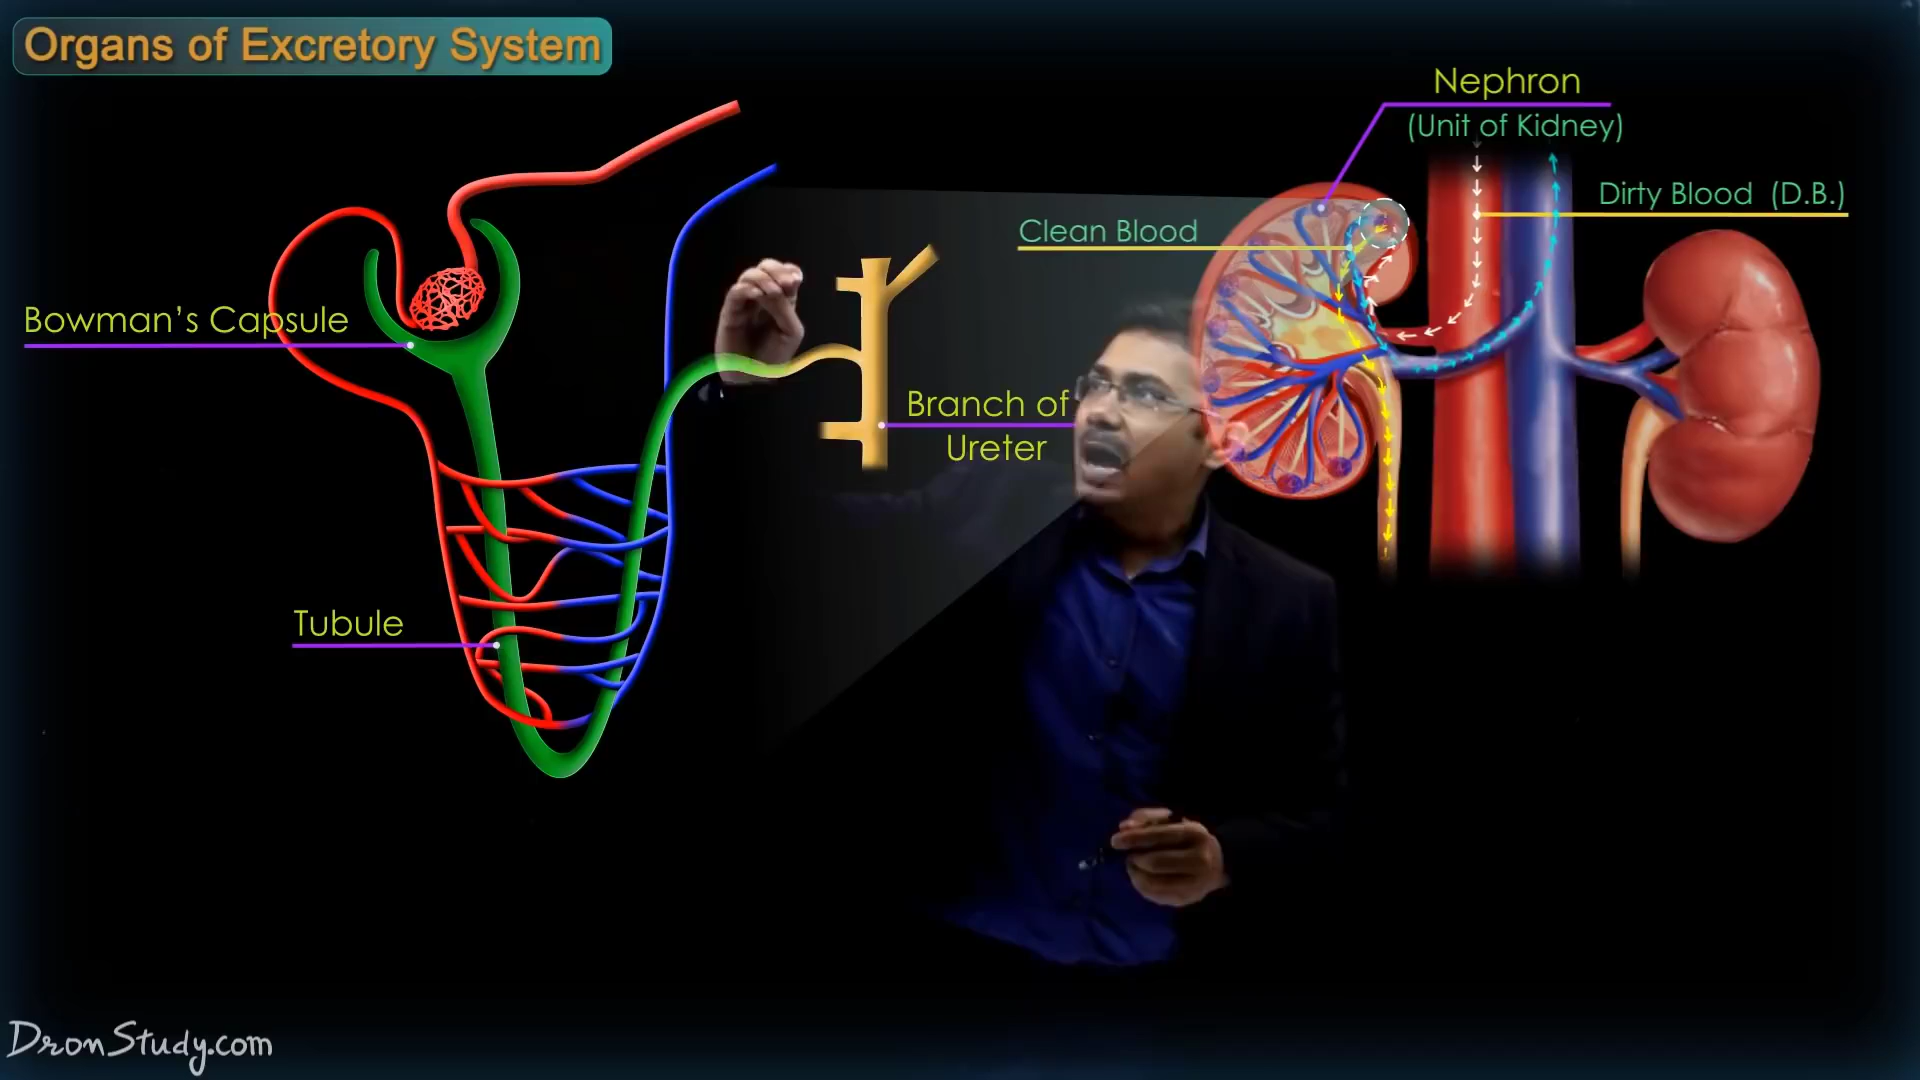 Organs of Excretory System
Nephron
(Unit of Kidney)
Dirty Blood (D.B.)
Clean Blood
Bowman's Capsule
Branch of
Ureter
Tubule
DronStudy.com